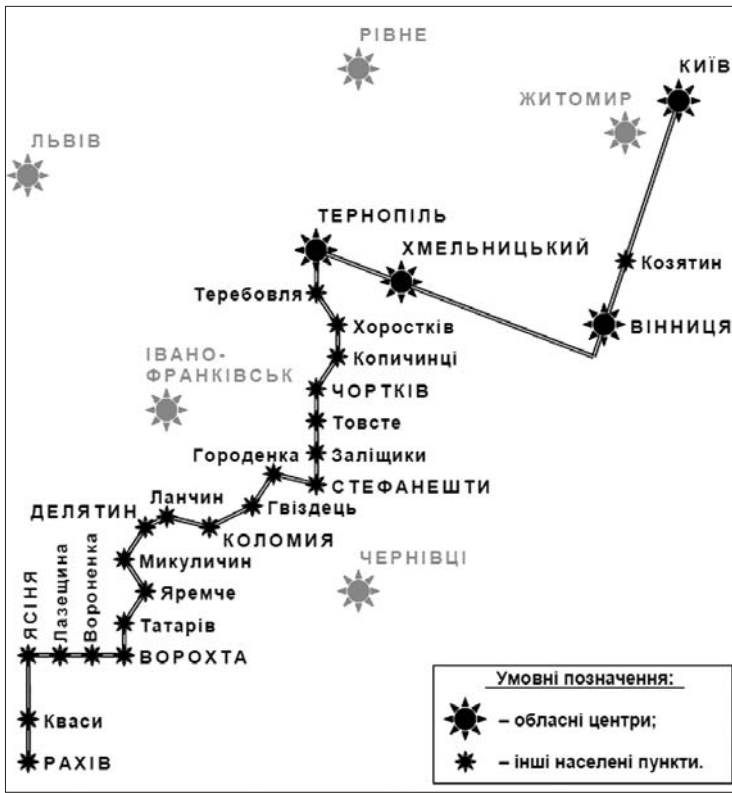 РІВНЕ
КИЇВ
ЖИТОМИР
ЛЬВІВ
ТЕРНОПІЛЬ
ХМЕЛЬНИЦЬКИЙ
Козятин
Теребовля
Хоростків
ВІННИЦЯ
ІВАНО-
ФРАНКІВСЬК
Копичинці
ЧОРТКІВ
Товсте
Городенка
Заліщики
СТЕФАНЕШТИ
Ланчин
Гвіздець
ДЕЛЯТИН
КОЛОМИЯ
Микуличин
ЧЕРНІВЦІ
Яремче
ЯСІНЯ
Лазещина
Вороненка
Татарів
ВОРОХТА
Кваси
РАХІВ
Умовні позначення:
– обласні центри;
– інші населені пункти.